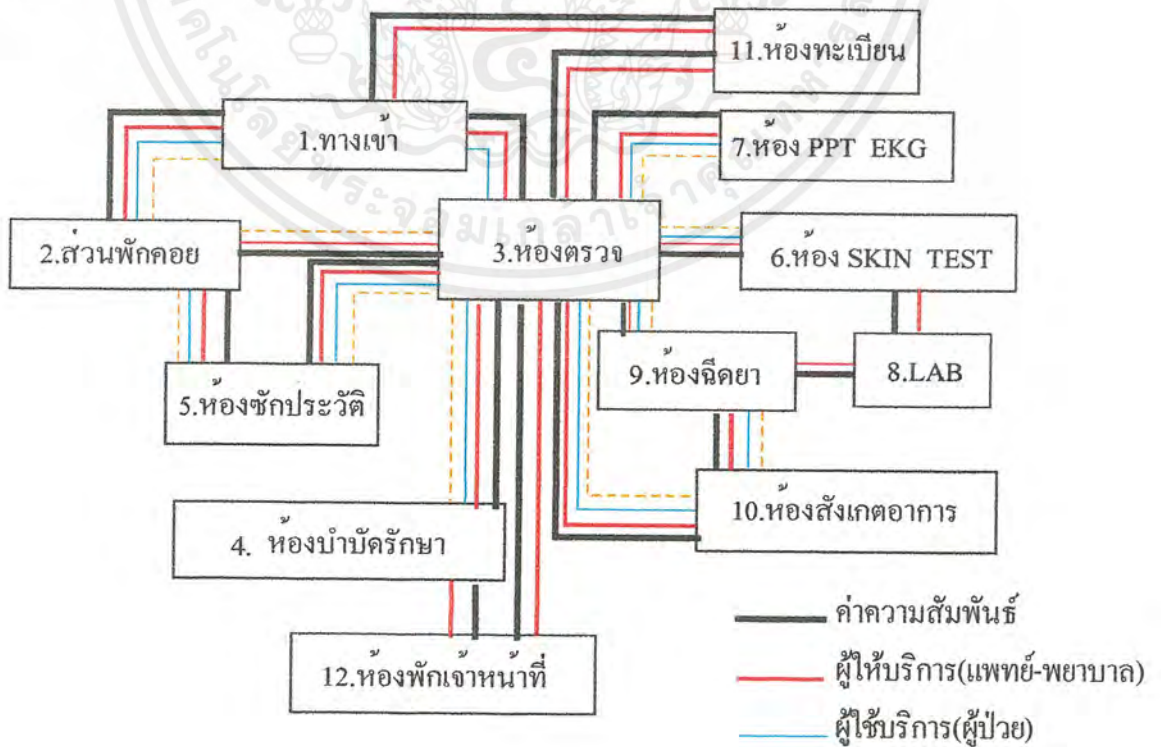 11.ห้องทะเบียน
1.ทางเข้า
7.ห้อง PPT EKG
2.ส่วนพักคอย
3.ห้องตรวจ
6.ห้อง SKIN TEST
9.ห้องฉีดยา
8.LAB
5.ห้องซักประวัติ
10.ห้องสังเกตอาการ
4. ห้องบำบัดรักษา
12.ห้องพักเจ้าหน้าที่
ค่าความสัมพันธ์
ผู้ให้บริการ(แพทย์-พยาบาล)
ผู้ใช้บริการ(ผู้ป่วย)